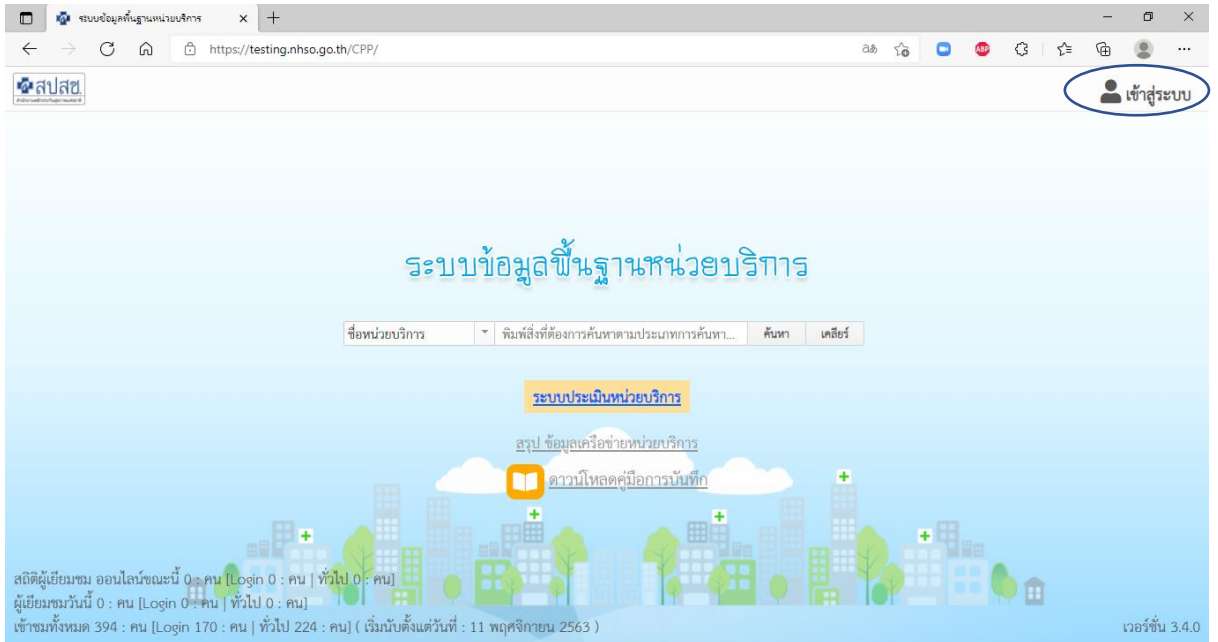 ระบบข้อมูลพื้นฐานหน่วยบริการ
https://testing.nhso.go.th/CPP/
ABP
สปสช.
เข้าสู่ระบบ
ระบบข้อมูลพื้นฐานหน่วยบริการ
ชื่อหน่วยบริการ พิมพ์สิ่งที่ต้องการค้นหาตามประเภทการค้นหา... ค้นหา เคลียร์
ระบบประเมินหน่วยบริการ
สรุป ข้อมูลเครือข่ายหน่วยบริการ
ดาวน์โหลดคู่มือการบันทึก
สถิติผู้เยี่ยมชม ออนไลน์ขณะนี้ 0 : คน [Login 0 : คน | ทั่วไป 0 : คน]
ผู้เยี่ยมชมวันนี้ 0 : คน [Login 0 : คน | ทั่วไป 0 : คน]
เข้าชมทั้งหมด 394 : คน [Login 170 : คน | ทั่วไป 224 : คน] ( เริ่มนับตั้งแต่วันที่ : 11 พฤศจิกายน 2563 )
เวอร์ชั่น 3.4.0